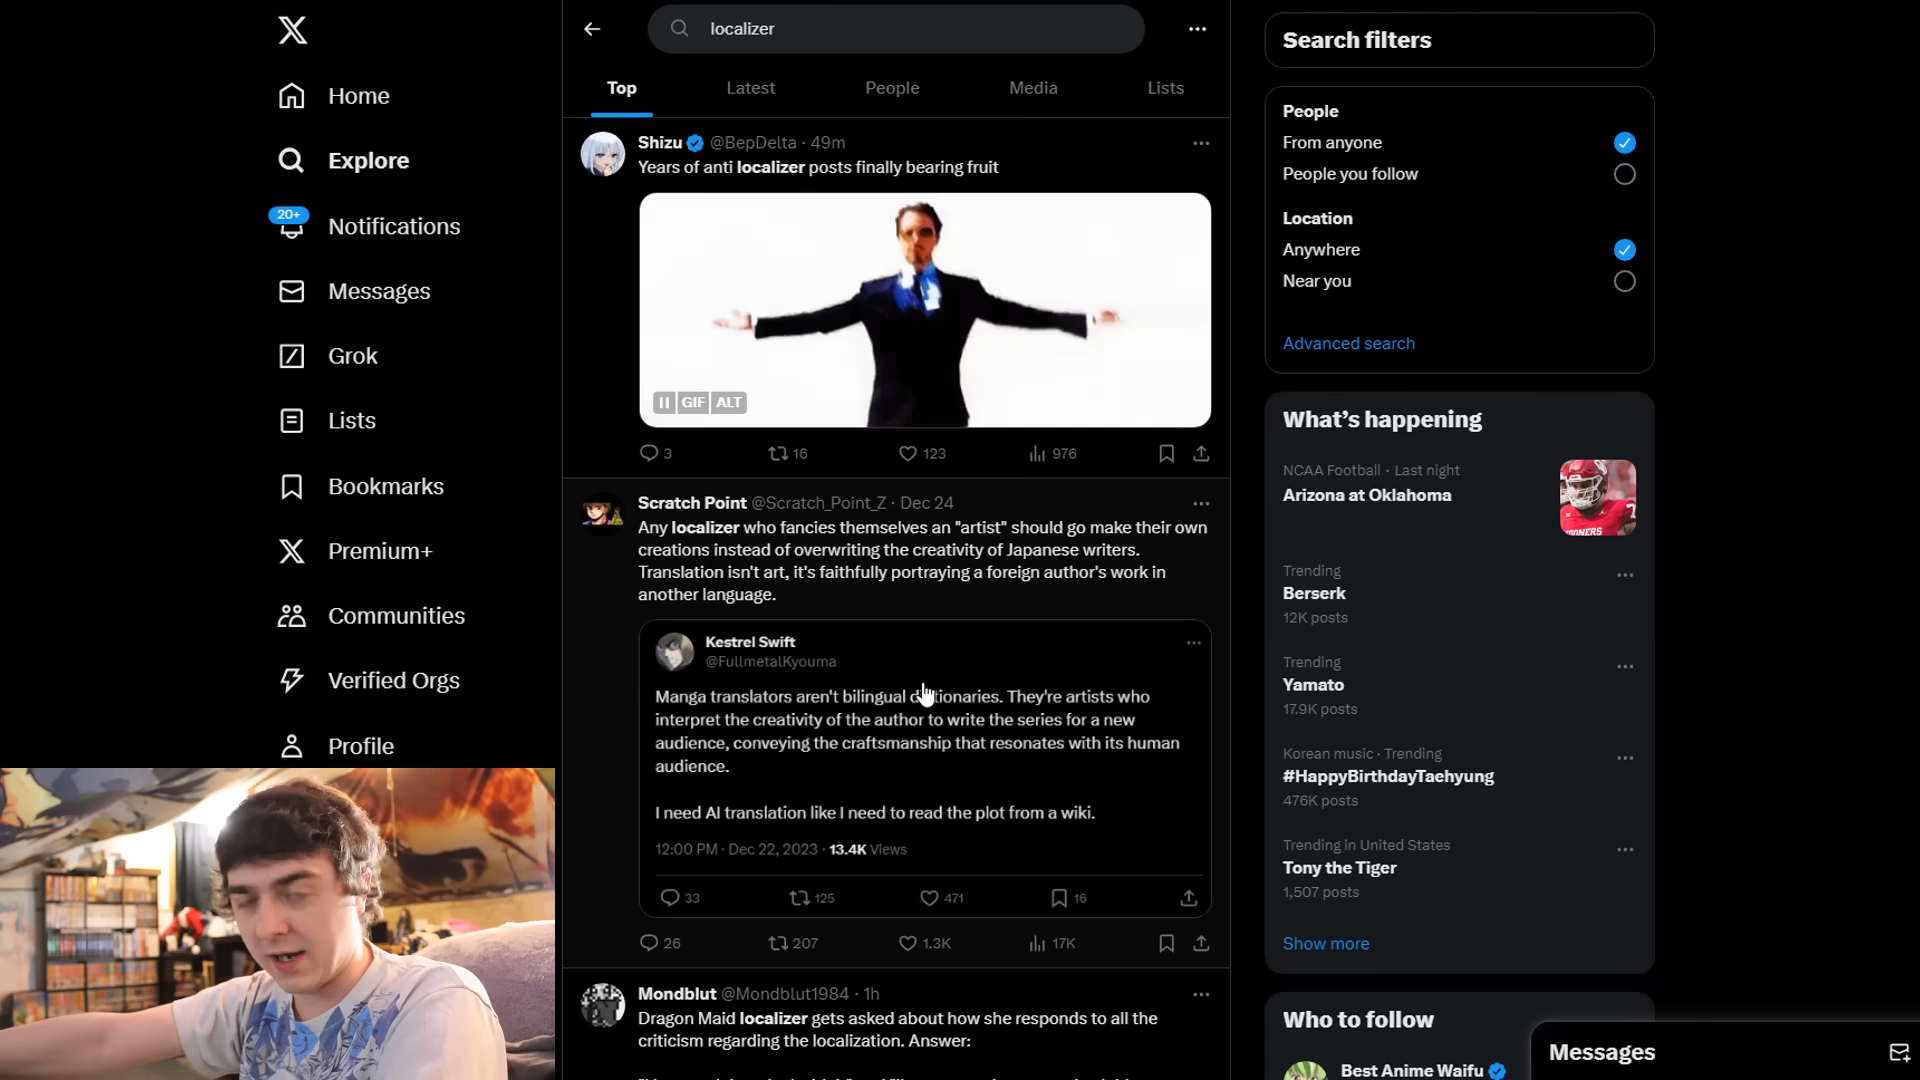 Home
Explore
20+
Notifications
Messages
Grok
Lists
Bookmarks
Premium+
Communities
Verified Orgs
Profile
localizer
Top
Latest
People
Media
Lists
Shizu @BepDelta · 49m
Years of anti localizer posts finally bearing fruit
GIF ALT
3 16 123 976
Scratch Point @Scratch_Point_Z · Dec 24
Any localizer who fancies themselves an "artist" should go make their own
creations instead of overwriting the creativity of Japanese writers.
Translation isn't art, it's faithfully portraying a foreign author's work in
another language.
Kestrel Swift
@FullmetalKyouma
Manga translators aren't bilingual dictionaries. They're artists who
interpret the creativity of the author to write the series for a new
audience, conveying the craftsmanship that resonates with its human
audience.
I need AI translation like I need to read the plot from a wiki.
12:00 PM · Dec 22, 2023 · 13.4K Views
33 125 471 16
26 207 1.3K 17K
Mondblut @Mondblut1984 · 1h
Dragon Maid localizer gets asked about how she responds to all the
criticism regarding the localization. Answer:
Search filters
People
From anyone
People you follow
Location
Anywhere
Near you
Advanced search
What's happening
NCAA Football · Last night
Arizona at Oklahoma
Trending
Berserk
12K posts
Trending
Yamato
17.9K posts
Korean music · Trending
#HappyBirthdayTaehyung
476K posts
Trending in United States
Tony the Tiger
1,507 posts
Show more
Who to follow
Best Anime Waifu
Messages